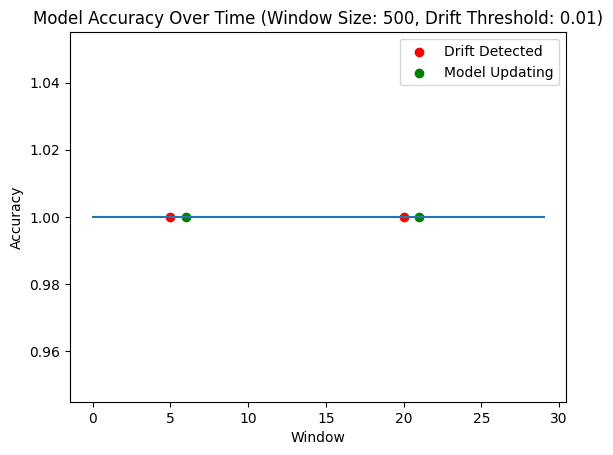 Model Accuracy Over Time (Window Size: 500, Drift Threshold: 0.01)
Drift Detected
Model Updating
1.04
1.02
1.00
0.98
0.96
Accuracy
0 5 10 15 20 25 30
Window